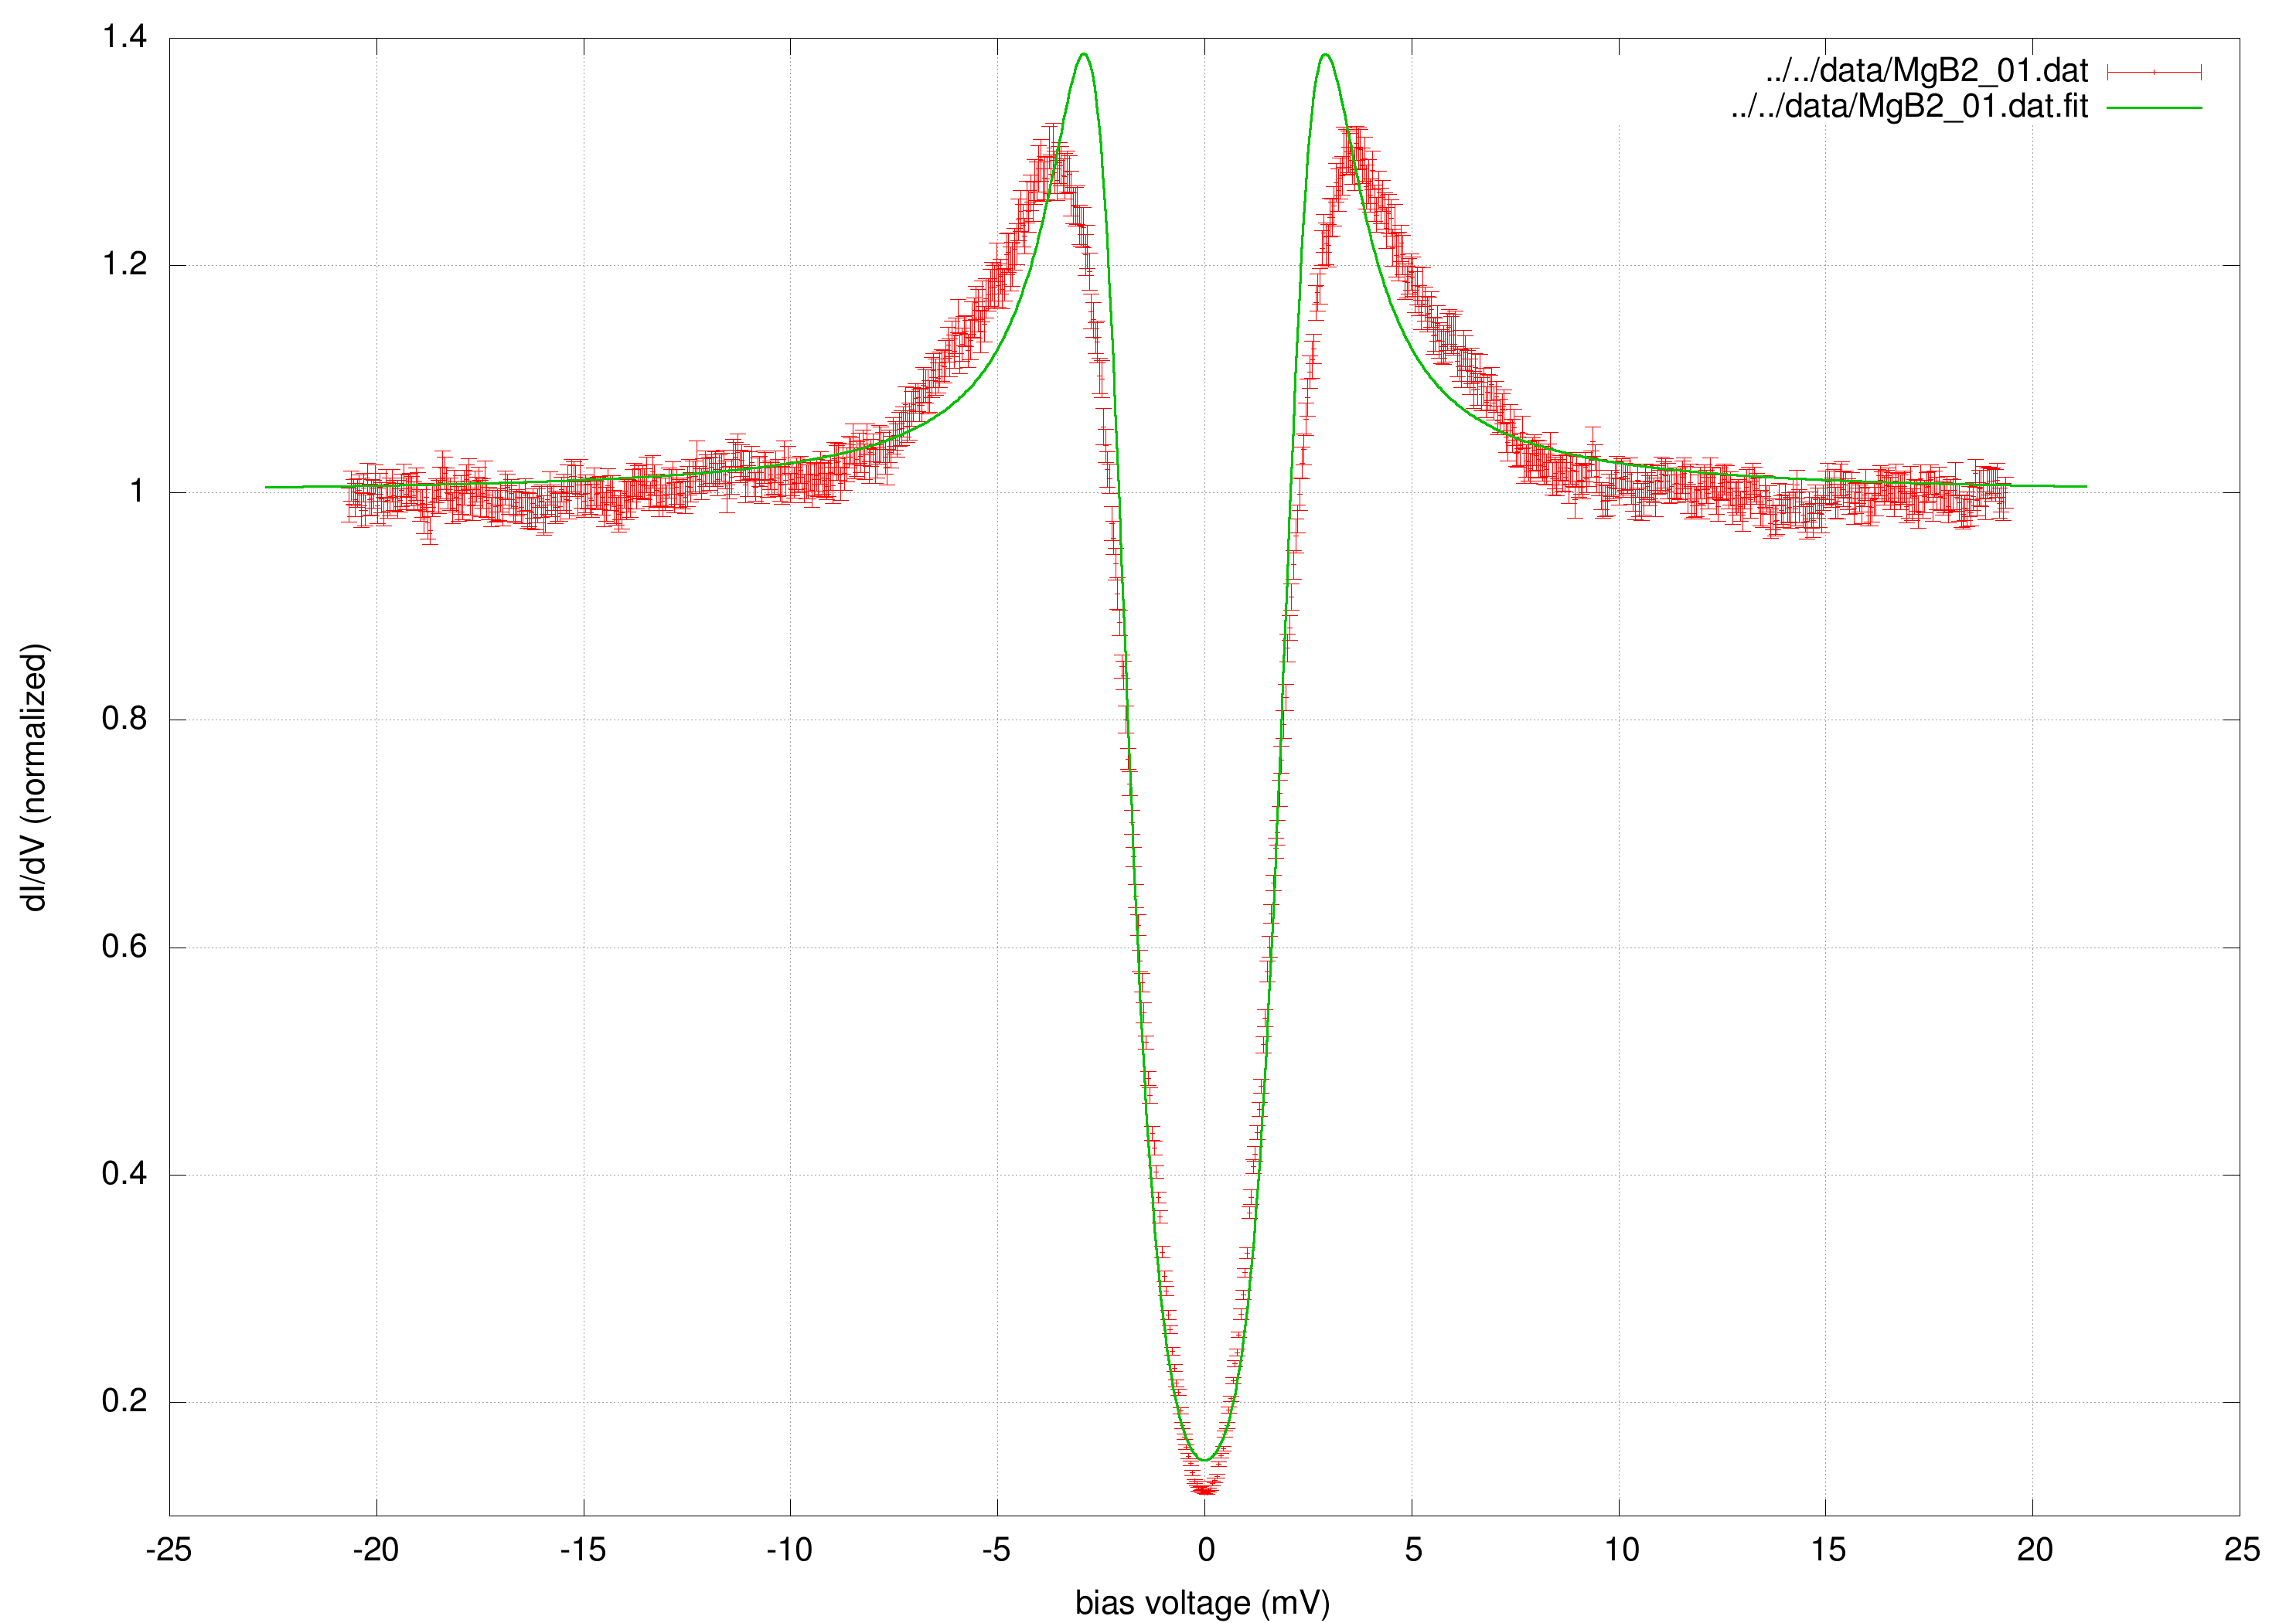 1.4
1.2
1
0.8
0.6
0.4
0.2
dI/dV (normalized)
../../data/MgB2_01.dat
../../data/MgB2_01.dat.fit
-25 -20 -15 -10 -5 0 5 10 15 20 25
bias voltage (mV)